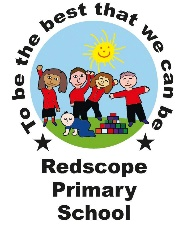 To be the best that we can be
Redscope
Primary
School